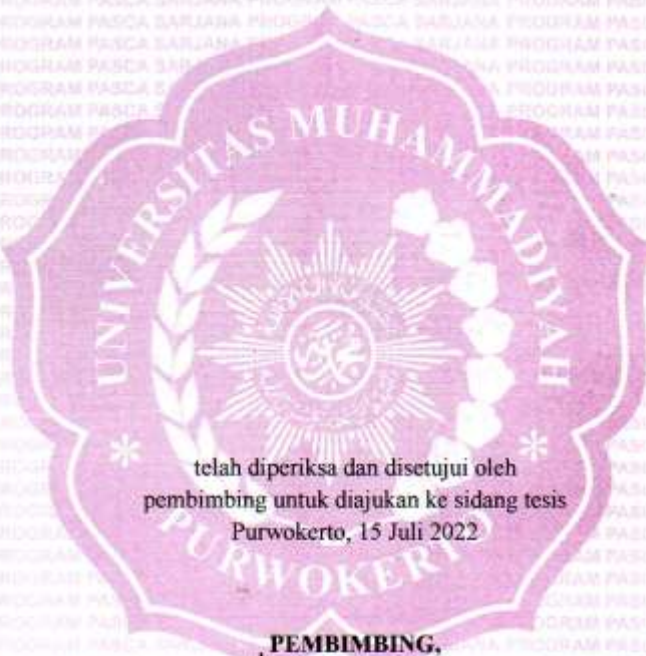 UNIVERSITAS MUHAMMADIYAH
PURWOKERTO
telah diperiksa dan disetujui oleh
pembimbing untuk diajukan ke sidang tesis
Purwokerto, 15 Juli 2022
PEMBIMBING,